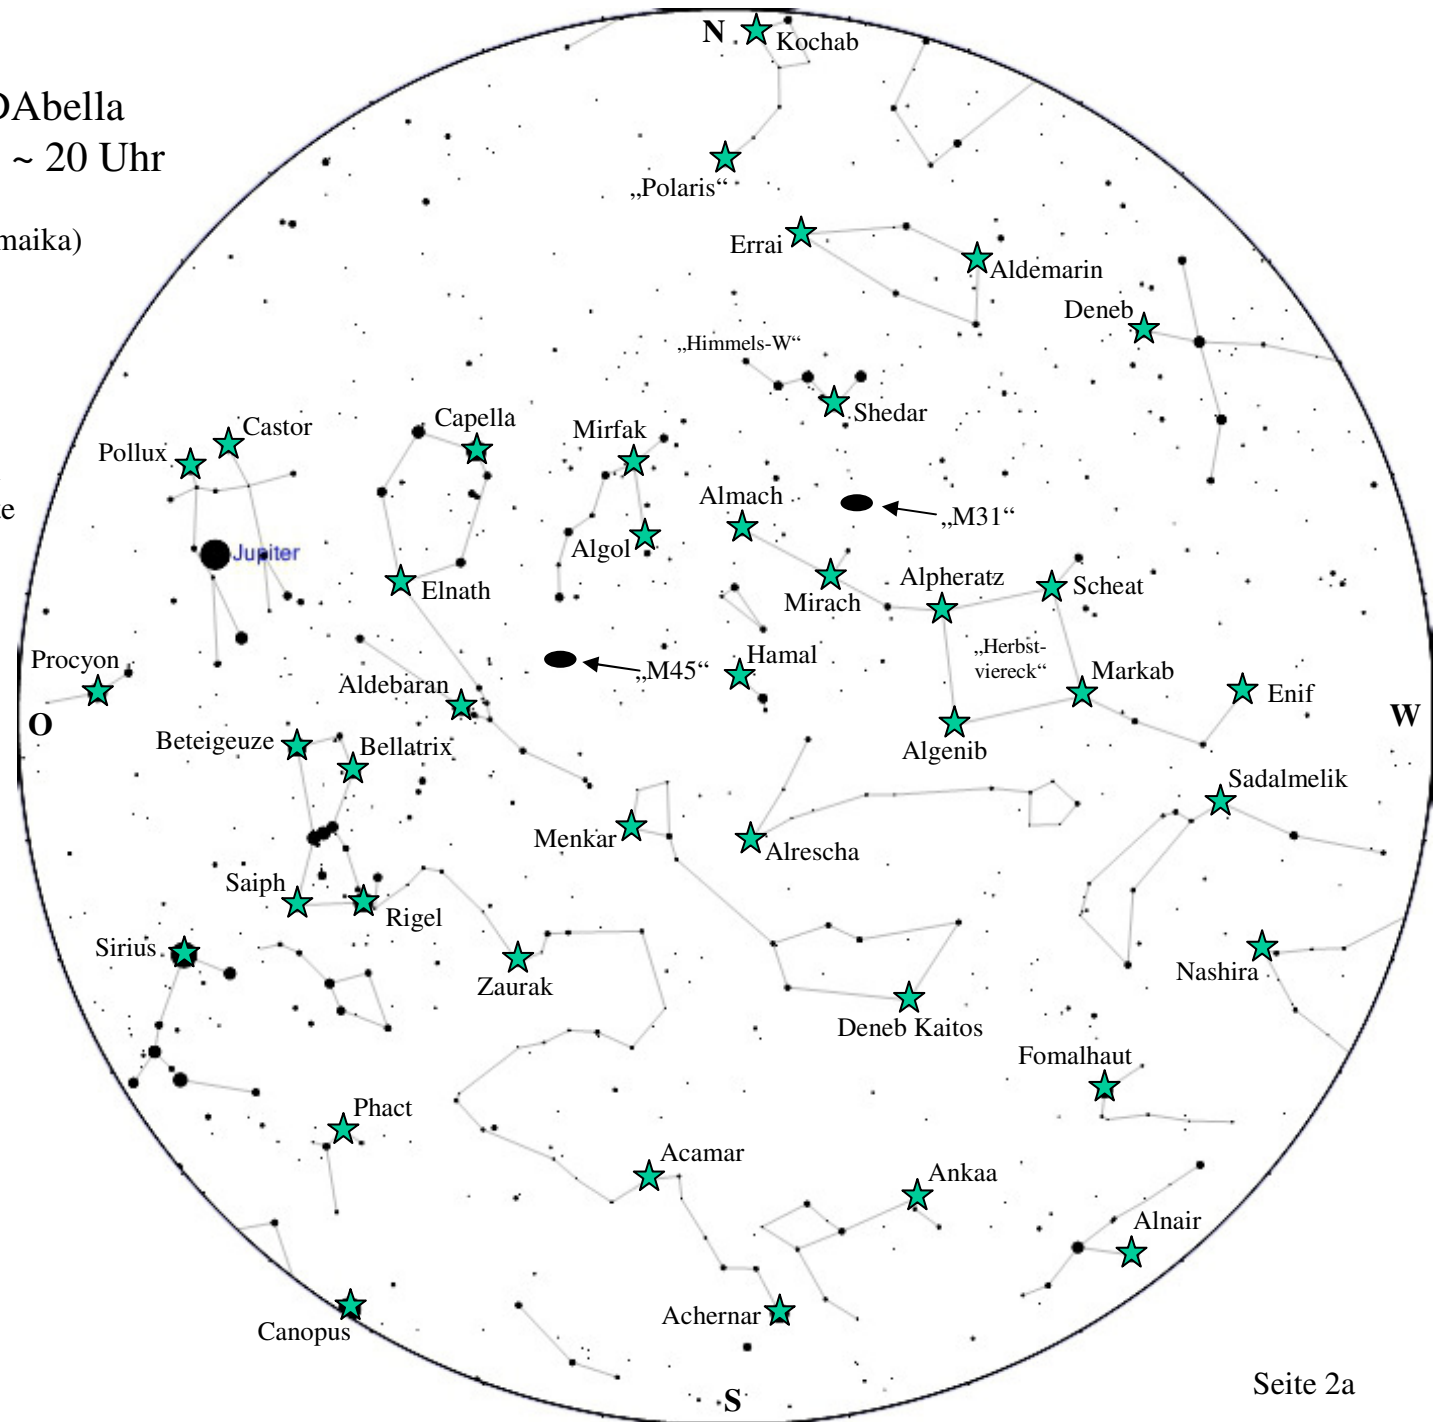 N
Kochab
DAbella
~ 20 Uhr
„Polaris“
maika)
Errai
Aldemarin
Deneb
„Himmels-W“
Shedar
Castor
Capella
Mirfak
Pollux
Almach
te
„M31“
Algol
Jupiter
Elnath
Mirach
Alpheratz
Scheat
„Herbst-
viereck“
Procyon
Hamal
„M45“
Markab
Aldebaran
Enif
O
W
Beteigeuze
Bellatrix
Algenib
Sadalmelik
Menkar
Alrescha
Saiph
Rigel
Sirius
Zaurak
Nashira
Deneb Kaitos
Fomalhaut
Phact
Acamar
Ankaa
Alnair
Achernar
Canopus
Seite 2a
S